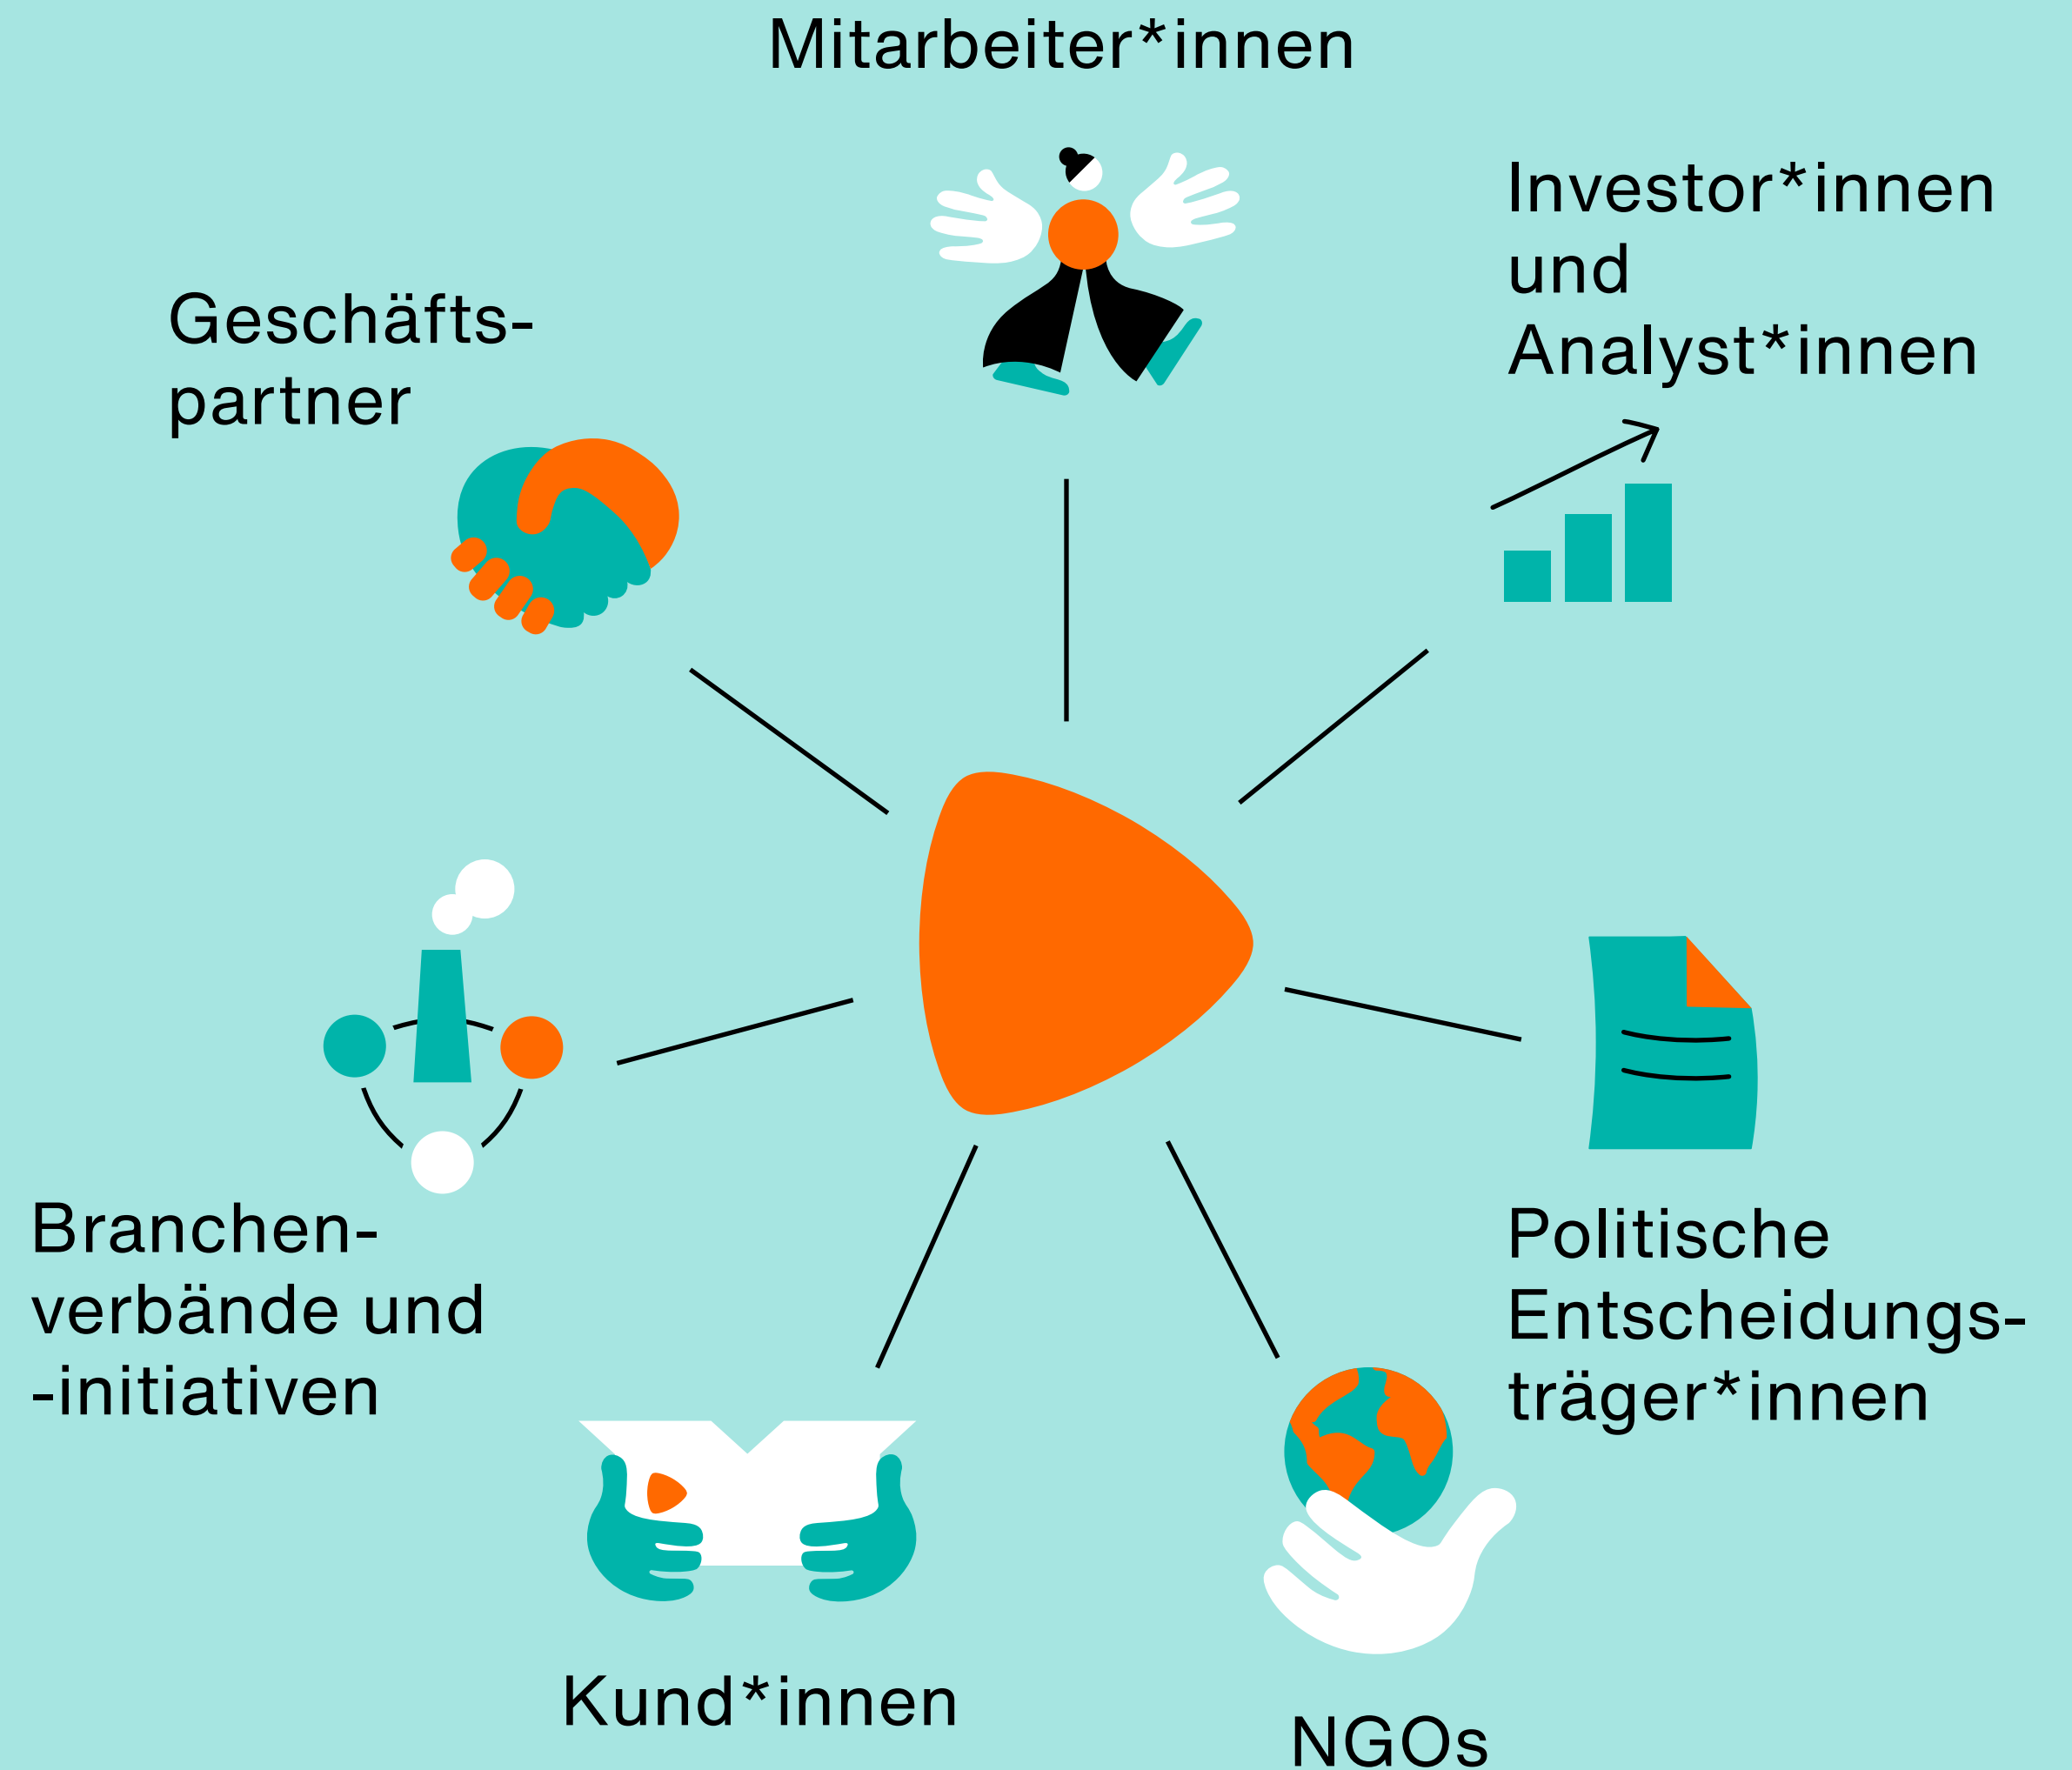 Mitarbeiter*innen
Investor*innen
und
Analyst*innen
Geschäfts-
partner
Branchen-
verbände und
-initiativen
Politische
Entscheidungs-
träger*innen
Kund*innen
NGOs